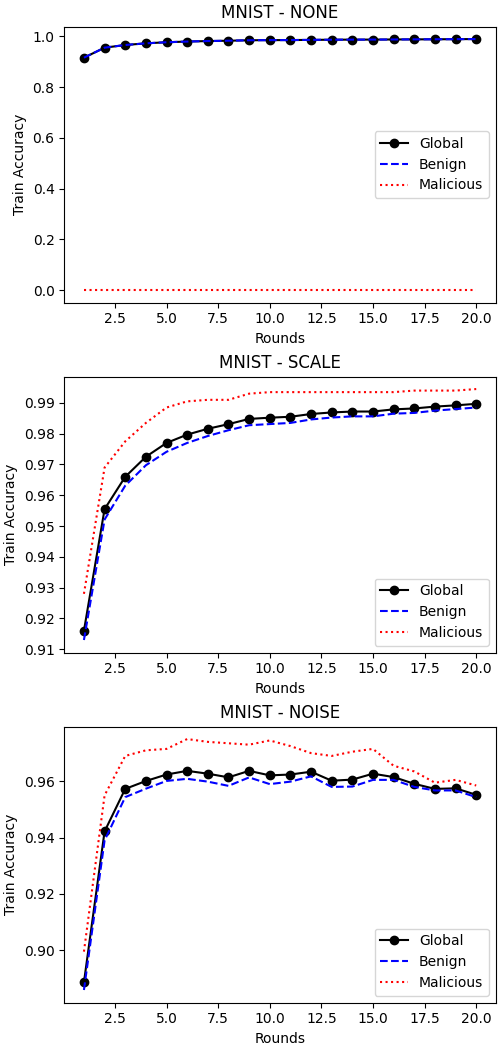 MNIST - NONE
1.0
0.8
0.6
0.4
0.2
0.0
Train Accuracy
Global
Benign
Malicious
2.5 5.0 7.5 10.0 12.5 15.0 17.5 20.0
Rounds
MNIST - SCALE
0.99
0.98
0.97
0.96
0.95
0.94
0.93
0.92
0.91
Train Accuracy
Global
Benign
Malicious
2.5 5.0 7.5 10.0 12.5 15.0 17.5 20.0
Rounds
MNIST - NOISE
0.96
0.94
0.92
0.90
Train Accuracy
Global
Benign
Malicious
2.5 5.0 7.5 10.0 12.5 15.0 17.5 20.0
Rounds